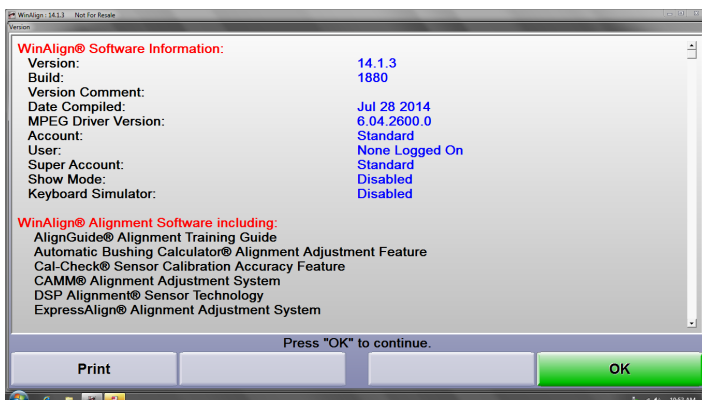 WinAlign : 14.1.3 Not For Resale
Version
WinAlign® Software Information:
Version: 14.1.3
Build: 1880
Version Comment:
Date Compiled: Jul 28 2014
MPEG Driver Version: 6.04.2600.0
Account: Standard
User: None Logged On
Super Account: Standard
Show Mode: Disabled
Keyboard Simulator: Disabled
WinAlign® Alignment Software including:
AlignGuide® Alignment Training Guide
Automatic Bushing Calculator® Alignment Adjustment Feature
Cal-Check® Sensor Calibration Accuracy Feature
CAMM® Alignment Adjustment System
DSP Alignment® Sensor Technology
ExpressAlign® Alignment Adjustment System
Press "OK" to continue.
Print
OK